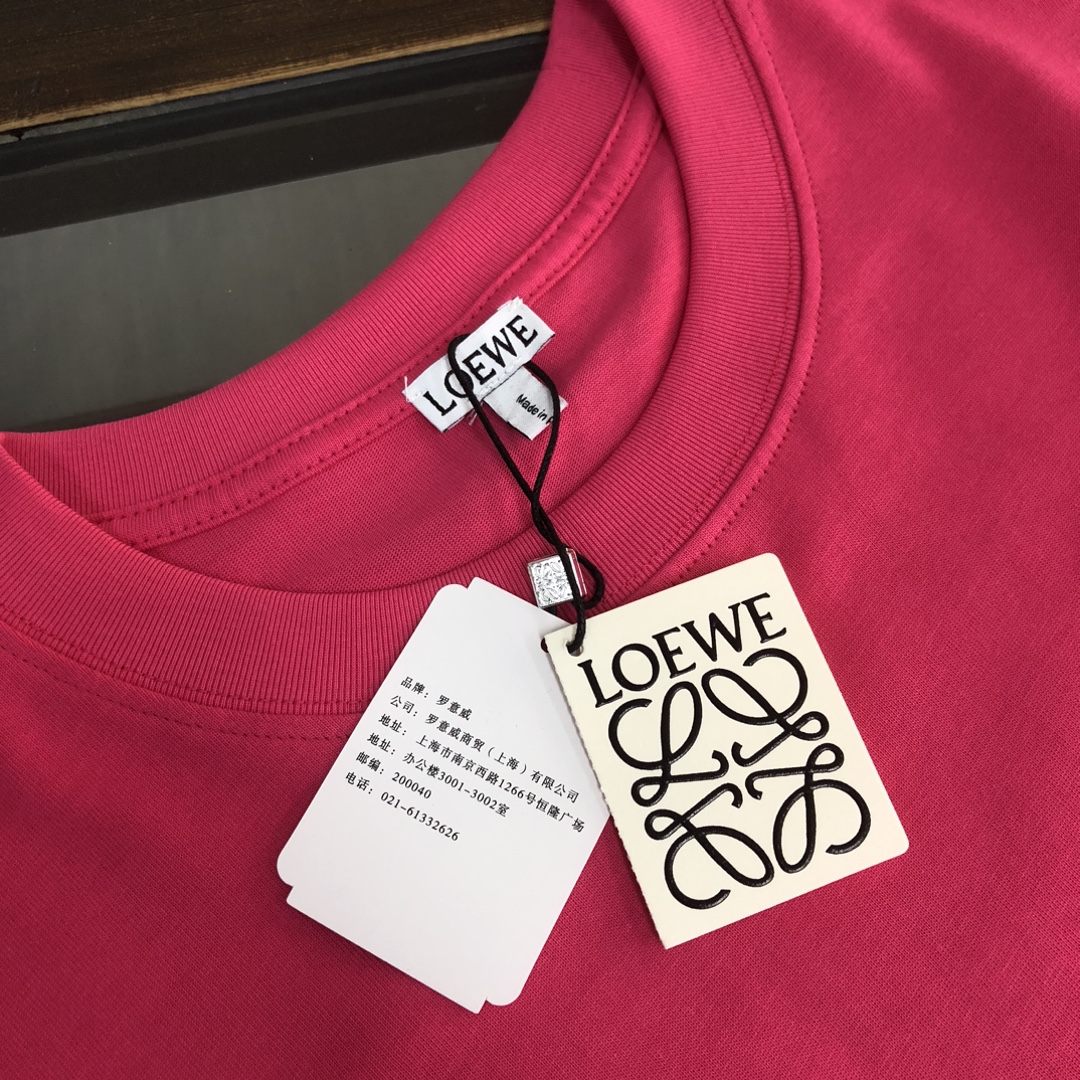 LOEWE
Made in
LOEWE
品牌：罗意威
公司：罗意威商贸（上海）有限公司
地址：上海市南京西路1266号恒隆广场
地址：办公楼3001-3002室
邮编：200040
电话：021-61332626